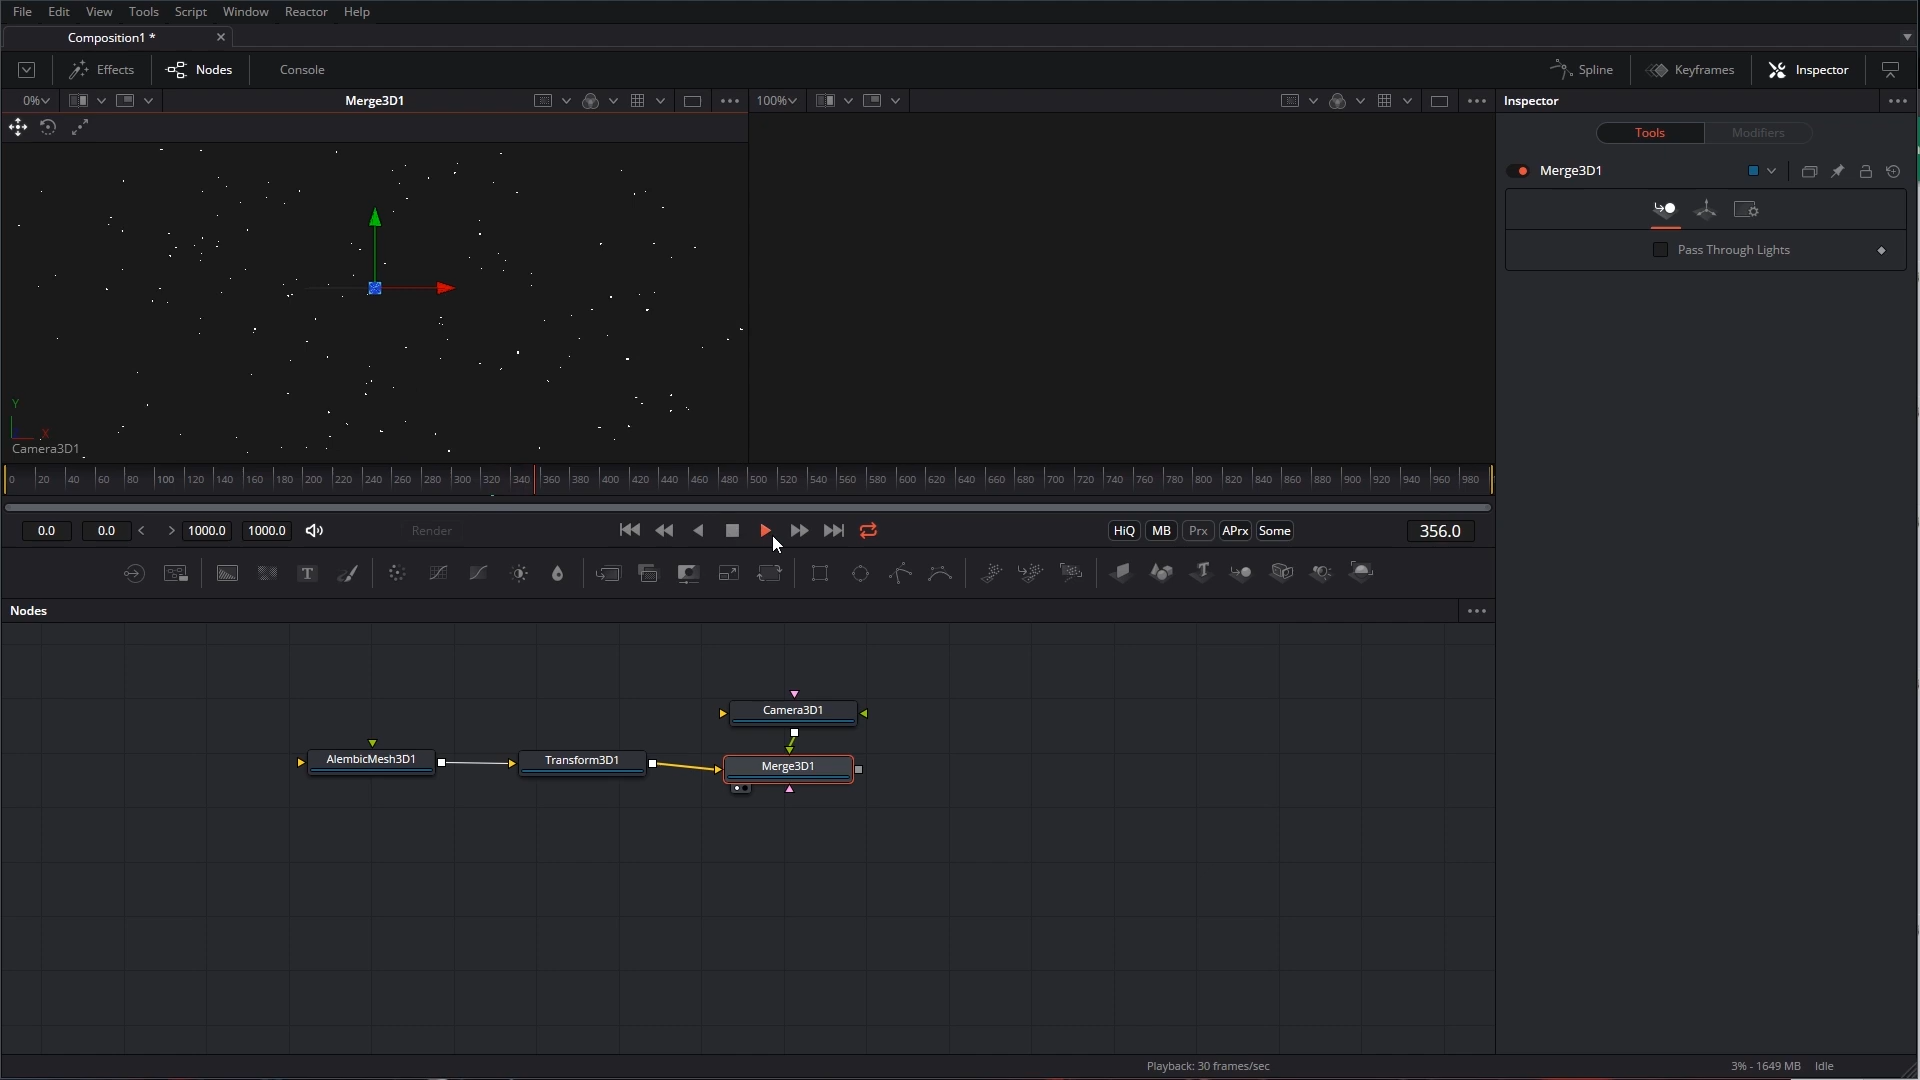 File Edit View Tools Script Window Reactor Help
Composition1 *
Effects Nodes Console Spline Keyframes Inspector
0% Merge3D1 100% Inspector
Tools Modifiers
Merge3D1
Pass Through Lights
Y
X
Camera3D1
0 20 40 60 80 100 120 140 160 180 200 220 240 260 280 300 320 340 360 380 400 420 440 460 480 500 520 540 560 580 600 620 640 660 680 700 720 740 760 780 800 820 840 860 880 900 920 940 960 980
0.0 0.0 < > 1000.0 1000.0 Render HiQ MB Prx APrx Some 356.0
T T
Nodes
Camera3D1
AlembicMesh3D1 Transform3D1 Merge3D1
Playback: 30 frames/sec 3% - 1649 MB Idle